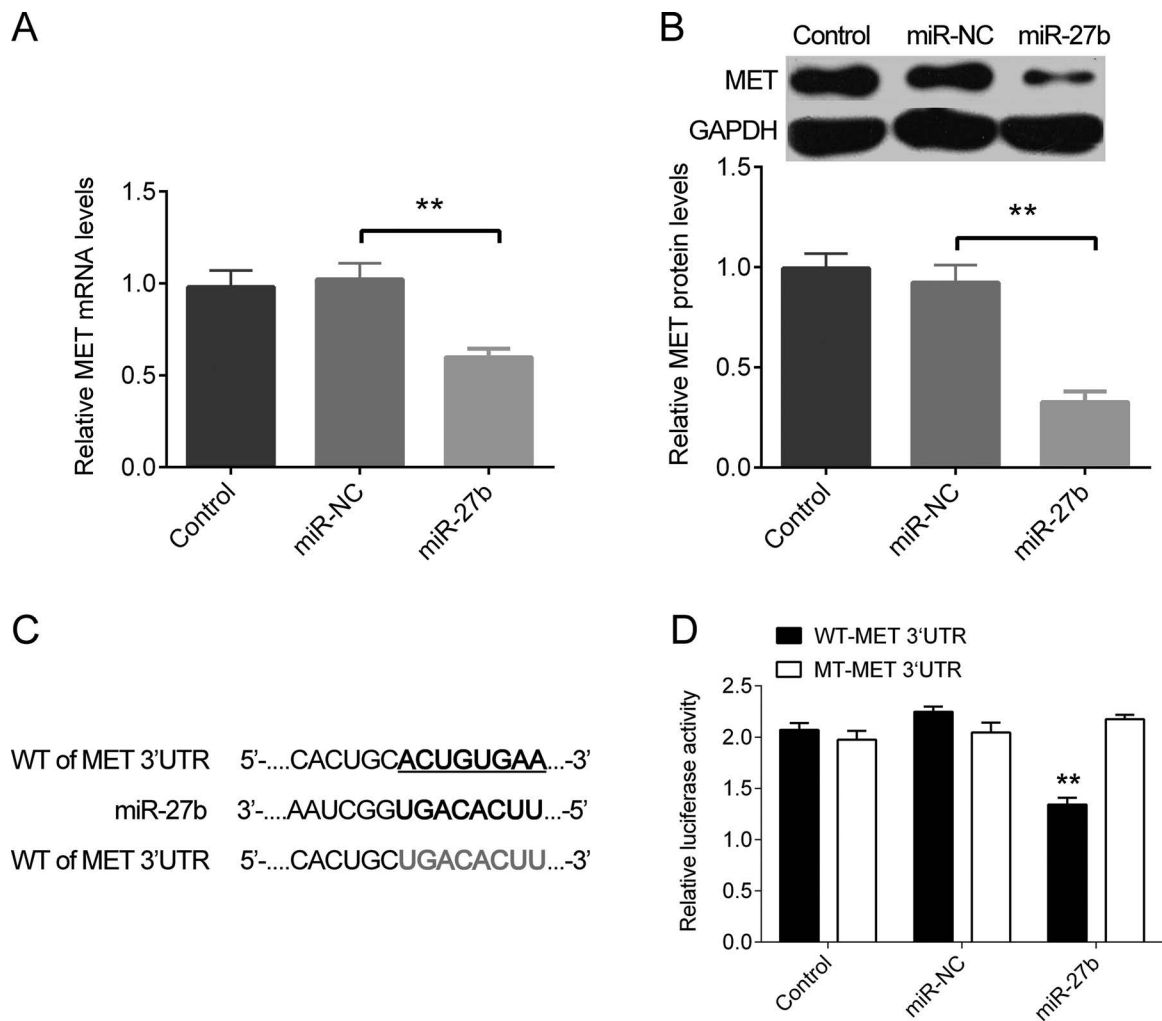 A
Relative MET mRNA levels
1.5
1.0
0.5
0.0
**
Control
miR-NC
miR-27b
B
Control miR-NC miR-27b
MET
GAPDH
Relative MET protein levels
1.5
1.0
0.5
0.0
**
Control
miR-NC
miR-27b
C
WT of MET 3’UTR 5’-....CACUGCACUGUGAA...-3’
miR-27b 3’-....AAUCGGUGACACUU...-5’
WT of MET 3’UTR 5’-....CACUGCUGACACUU...-3’
D
WT-MET 3‘UTR
MT-MET 3‘UTR
Relative luciferase activity
2.5
2.0
1.5
1.0
0.5
0.0
**
Control
miR-NC
miR-27b